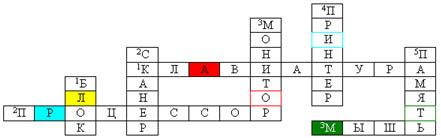 ⁴П
³М Р
О И
²С Н Н ⁵П
¹К Л А В И А Т У Р А
¹Б А Т Е М
Л Н О Р Я
²П Р О Ц Е С С О Р Т
К Р ³М Ы Ш Ь